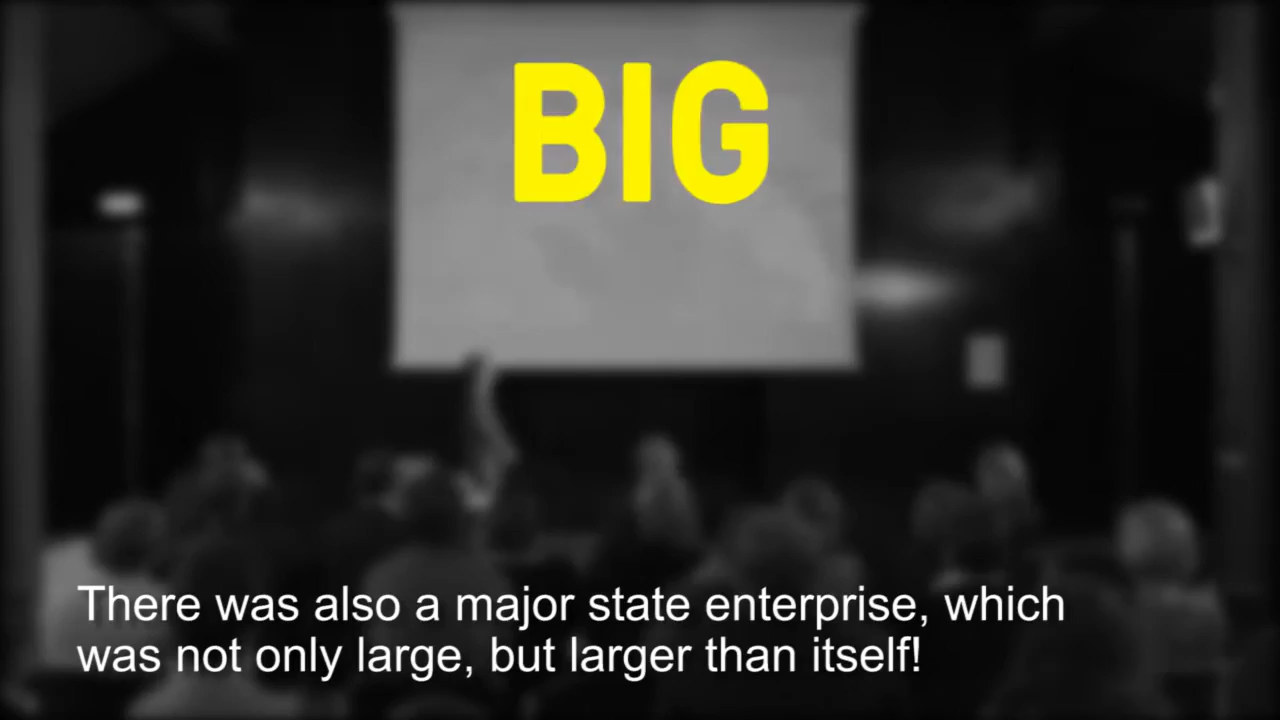 BIG
There was also a major state enterprise, which
was not only large, but larger than itself!